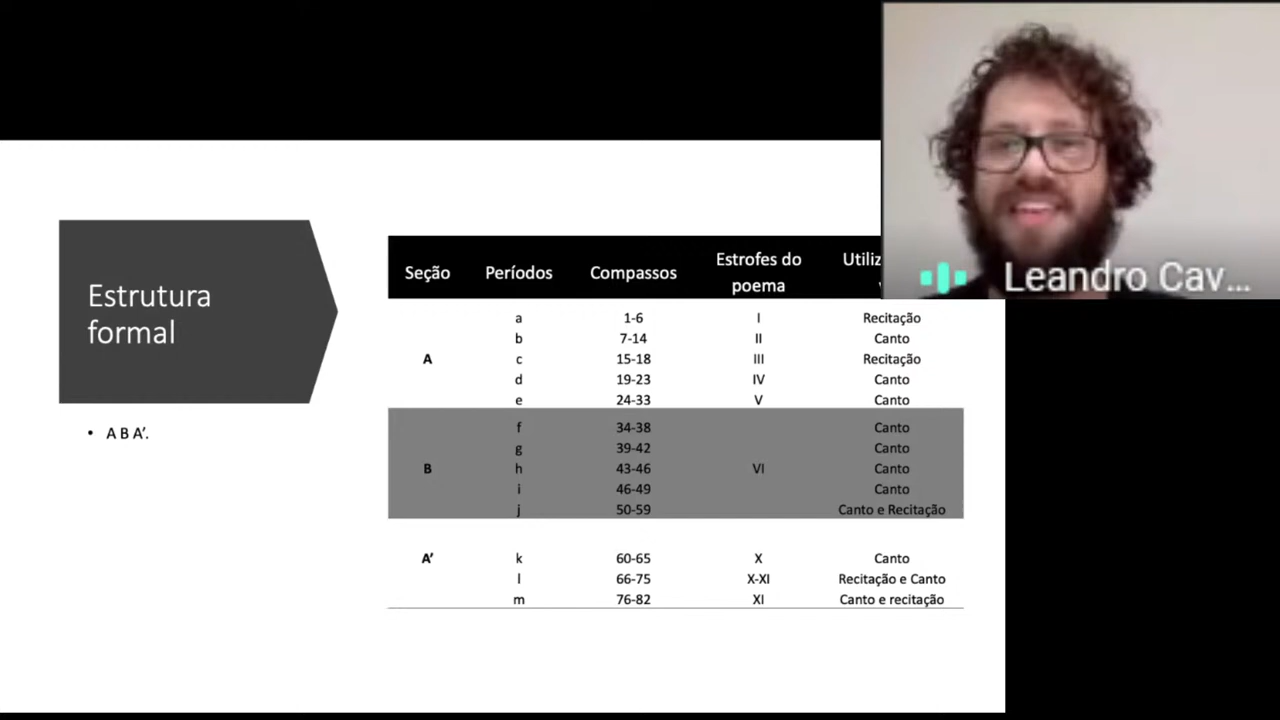 Leandro Cav...
Estrutura
formal
• A B A’.
Seção Períodos Compassos Estrofes do poema
a 1-6 I Recitação
b 7-14 II Canto
A c 15-18 III Recitação
d 19-23 IV Canto
e 24-33 V Canto
f 34-38 Canto
g 39-42 Canto
B h 43-46 VI Canto
i 46-49 Canto
j 50-59 Canto e Recitação
A’ k 60-65 X Canto
l 66-75 X-XI Recitação e Canto
m 76-82 XI Canto e recitação